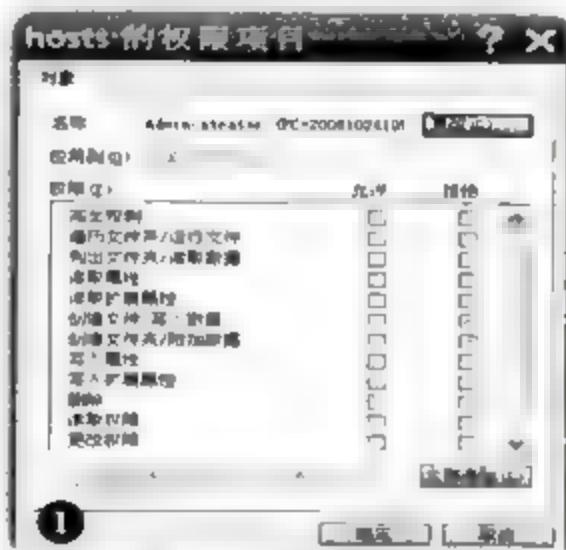 hosts 的权限项目
对象
名称
应用到(O)
权限(P) 允许 拒绝
完全控制
遍历文件夹/运行文件
列出文件夹/读取数据
读取属性
读取扩展属性
创建文件/写入数据
创建文件夹/附加数据
写入属性
写入扩展属性
删除
读取权限
更改权限
确定 取消
1